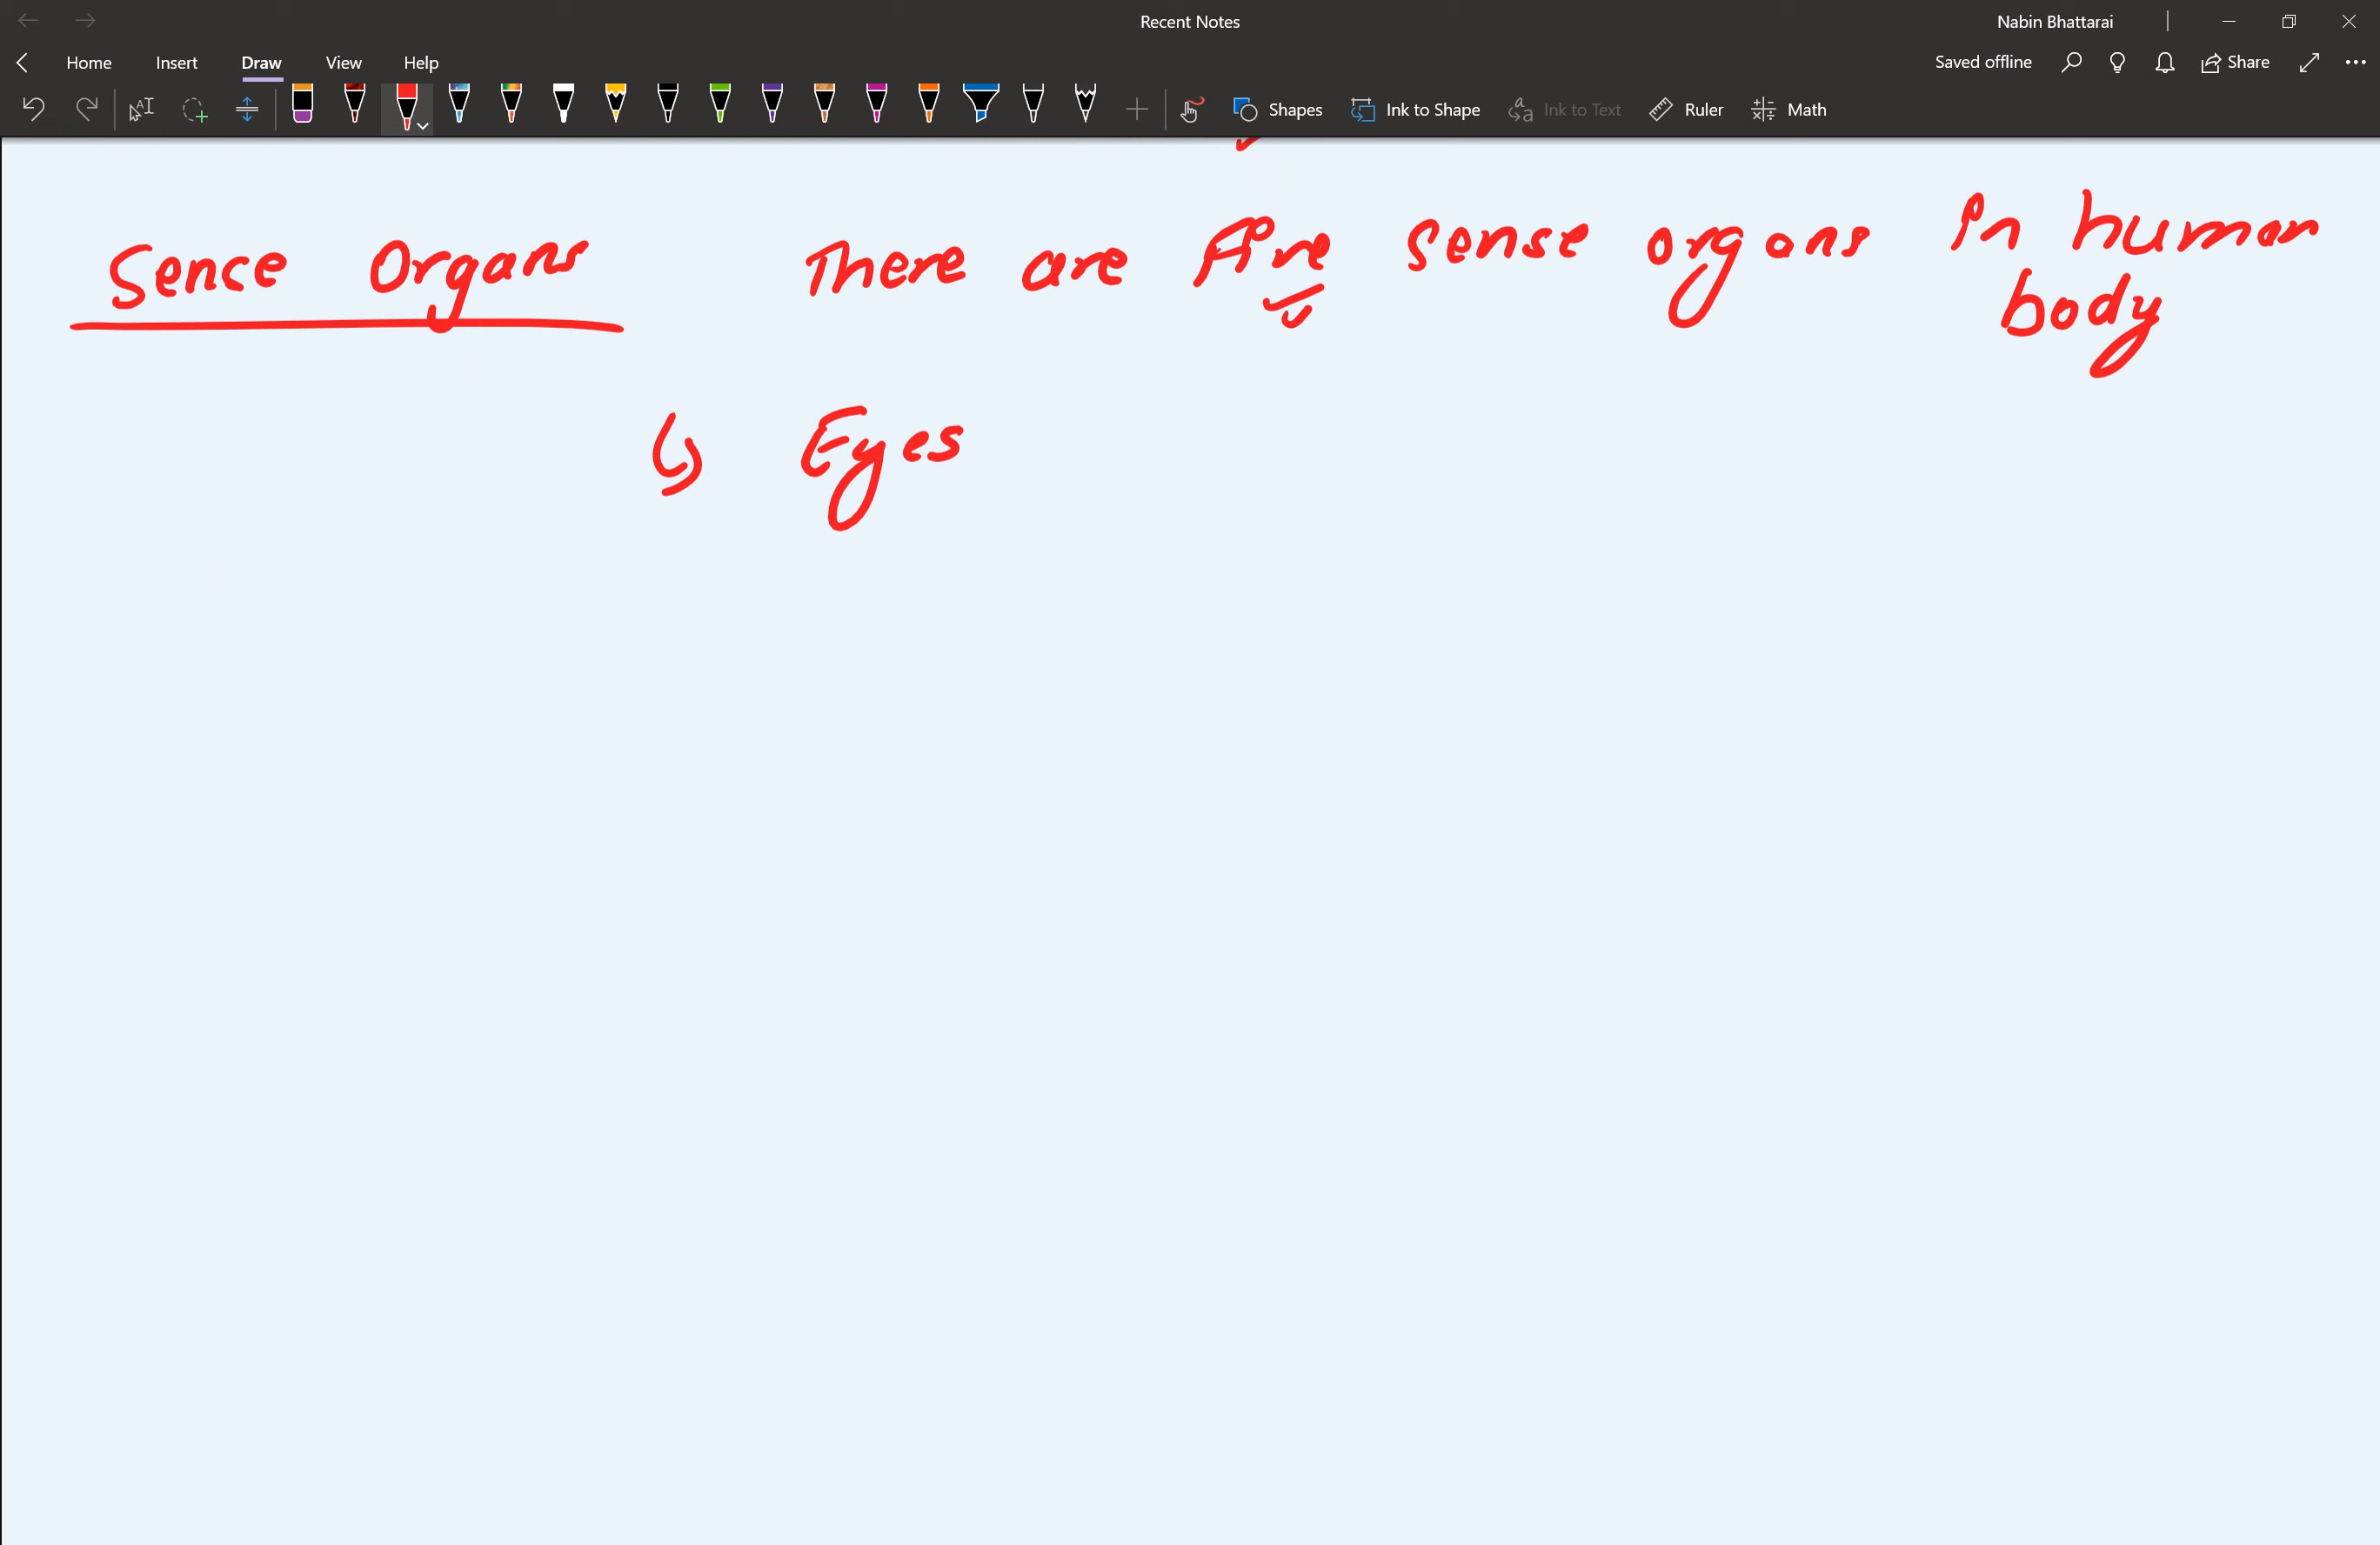 Recent Notes
Nabin Bhattarai
Home Insert Draw View Help
Saved offline
Share
Shapes Ink to Shape Ink to Text Ruler Math
Sense Organs There are Five sense organs in human
body
Eyes